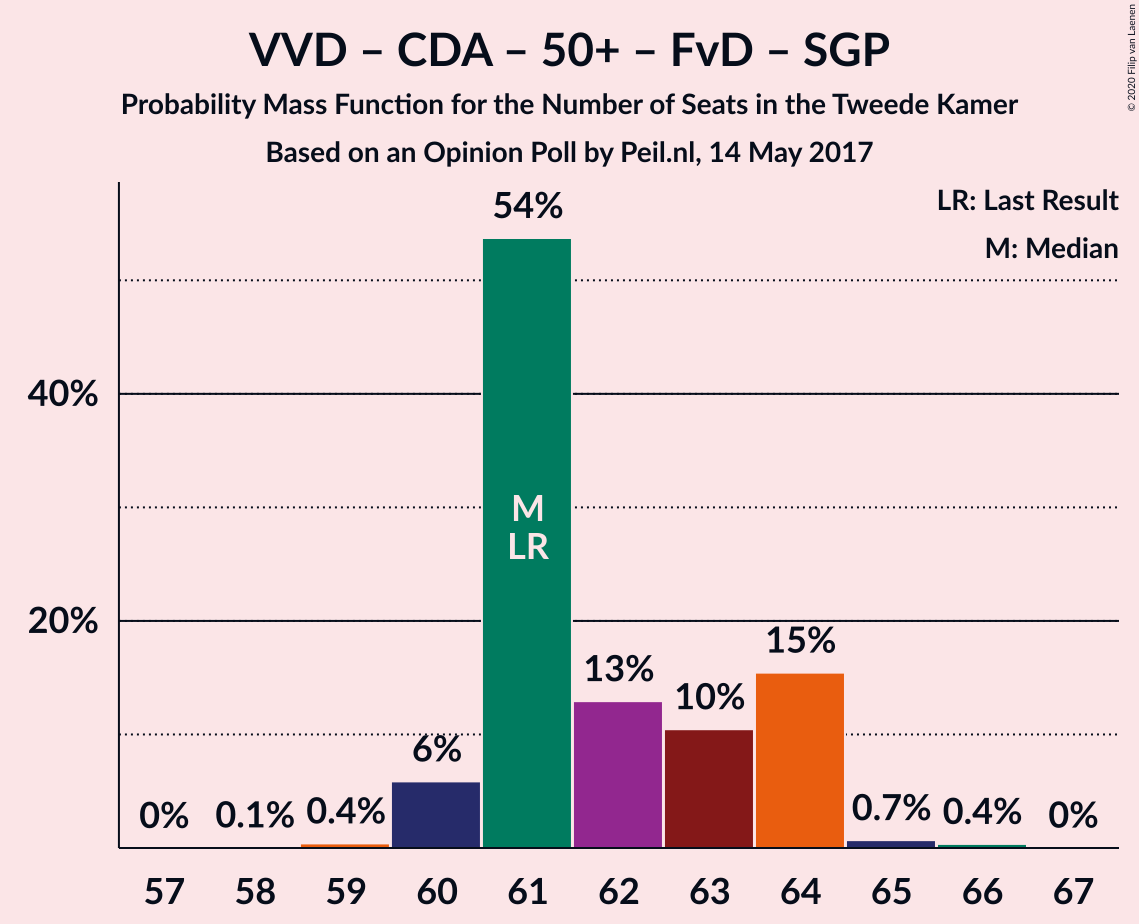 VVD – CDA – 50+ – FvD – SGP
Probability Mass Function for the Number of Seats in the Tweede Kamer
Based on an Opinion Poll by Peil.nl, 14 May 2017
© 2020 Filip van Laenen
LR: Last Result
M: Median
54%
40%
M
LR
20%
15%
13%
10%
6%
0% 0.1% 0.4% 0.7% 0.4% 0%
57 58 59 60 61 62 63 64 65 66 67